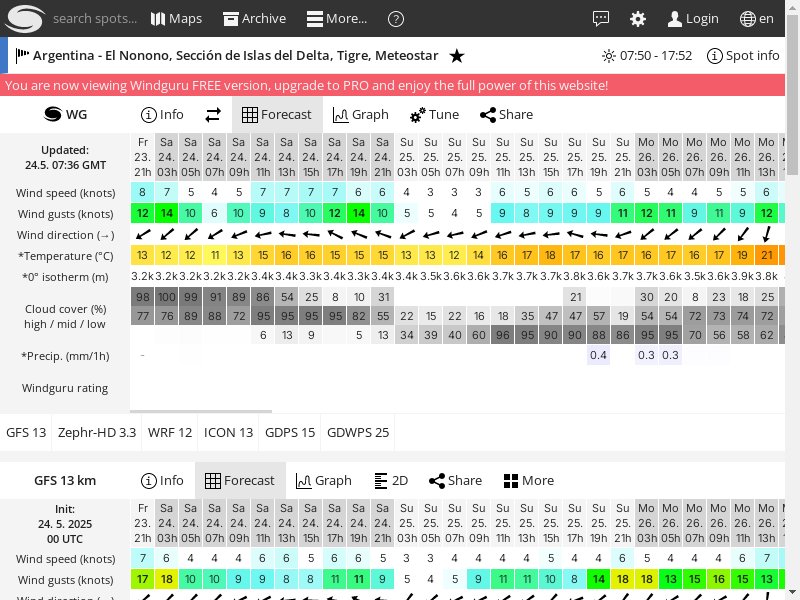 search spots... Maps Archive More... ? Login en
Argentina - El Nonono, Sección de Islas del Delta, Tigre, Meteostar ★ 07:50 - 17:52 Spot info
You are now viewing Windguru FREE version, upgrade to PRO and enjoy the full power of this website!
WG Info Forecast Graph Tune Share
Updated:
24.5. 07:36 GMT
Fr Sa Sa Sa Sa Sa Sa Sa Sa Sa Sa Su Su Su Su Su Su Su Su Su Su Mo Mo Mo Mo Mo Mo
23. 24. 24. 24. 24. 24. 24. 24. 24. 24. 24. 25. 25. 25. 25. 25. 25. 25. 25. 25. 25. 26. 26. 26. 26. 26. 26.
21h 03h 05h 07h 09h 11h 13h 15h 17h 19h 21h 03h 05h 07h 09h 11h 13h 15h 17h 19h 21h 03h 05h 07h 09h 11h 13h
Wind speed (knots) 8 7 5 4 5 7 7 7 7 6 6 4 3 3 3 6 5 6 6 5 6 5 4 4 5 5 6
Wind gusts (knots) 12 14 10 6 10 9 8 10 12 14 10 5 5 4 5 9 8 9 9 9 11 12 11 9 11 9 12
Wind direction (→)
*Temperature (°C) 13 12 12 11 13 15 16 16 15 15 15 13 13 12 14 16 17 18 17 16 17 16 17 16 17 19 21
*0° isotherm (m) 3.2k 3.2k 3.2k 3.2k 3.2k 3.4k 3.4k 3.3k 3.4k 3.3k 3.4k 3.4k 3.5k 3.6k 3.6k 3.7k 3.7k 3.7k 3.8k 3.6k 3.7k 3.7k 3.6k 3.5k 3.6k 3.9k 3.8k
Cloud cover (%)
high / mid / low
98 100 99 91 89 86 54 25 8 10 31 21 30 20 8 23 18 25
77 76 89 88 72 95 95 95 95 82 55 22 15 22 16 18 35 47 47 57 19 54 54 72 73 74 72
6 13 9 5 13 34 39 40 60 96 95 90 90 88 86 95 95 70 56 58 62
*Precip. (mm/1h) - 0.4 0.3 0.3
Windguru rating
GFS 13 Zephr-HD 3.3 WRF 12 ICON 13 GDPS 15 GDWPS 25
GFS 13 km Info Forecast Graph 2D Share More
Init:
24. 5. 2025
00 UTC
Fr Sa Sa Sa Sa Sa Sa Sa Sa Sa Sa Su Su Su Su Su Su Su Su Su Su Mo Mo Mo Mo Mo Mo
23. 24. 24. 24. 24. 24. 24. 24. 24. 24. 24. 25. 25. 25. 25. 25. 25. 25. 25. 25. 25. 26. 26. 26. 26. 26. 26.
21h 03h 05h 07h 09h 11h 13h 15h 17h 19h 21h 03h 05h 07h 09h 11h 13h 15h 17h 19h 21h 03h 05h 07h 09h 11h 13h
Wind speed (knots) 7 6 4 4 4 6 6 5 6 6 5 3 3 4 4 4 4 5 4 4 6 5 4 4 4 6 7
Wind gusts (knots) 17 18 10 10 9 9 8 8 11 11 9 5 4 5 9 11 11 10 8 14 18 18 13 15 16 15 13